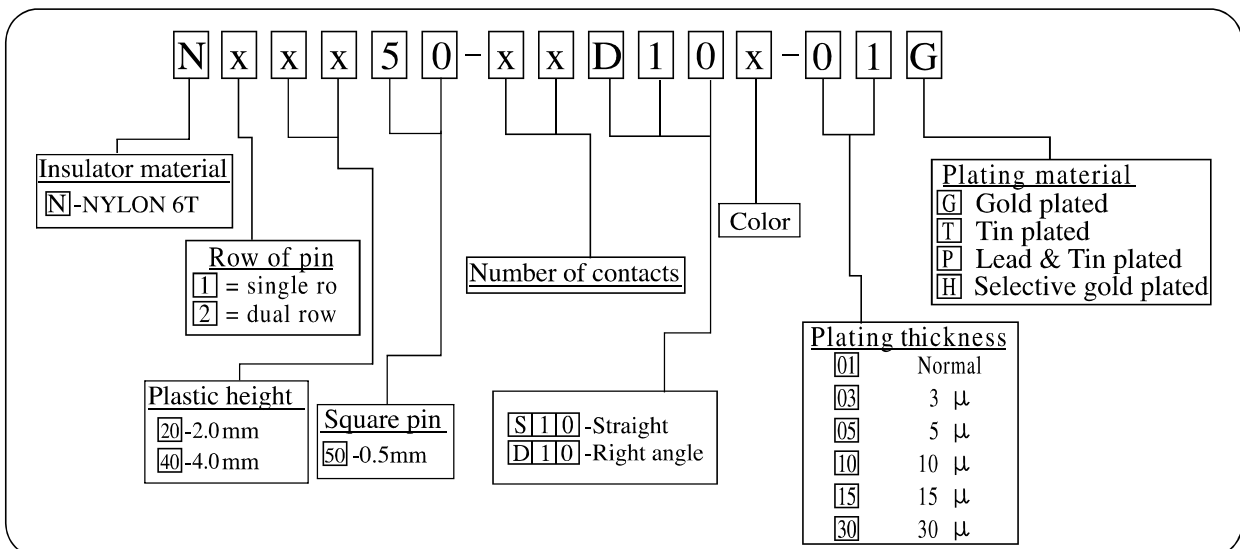 N x x x 5 0 - x x D 1 0 x - 0 1 G
Insulator material
N -NYLON 6T
Row of pin
1 = single ro
2 = dual row
Plastic height
20 -2.0mm
40 -4.0mm
Square pin
50 -0.5mm
Number of contacts
S 1 0 -Straight
D 1 0 -Right angle
Color
Plating thickness
01 Normal
03 3 μ
05 5 μ
10 10 μ
15 15 μ
30 30 μ
Plating material
G Gold plated
T Tin plated
P Lead & Tin plated
H Selective gold plated